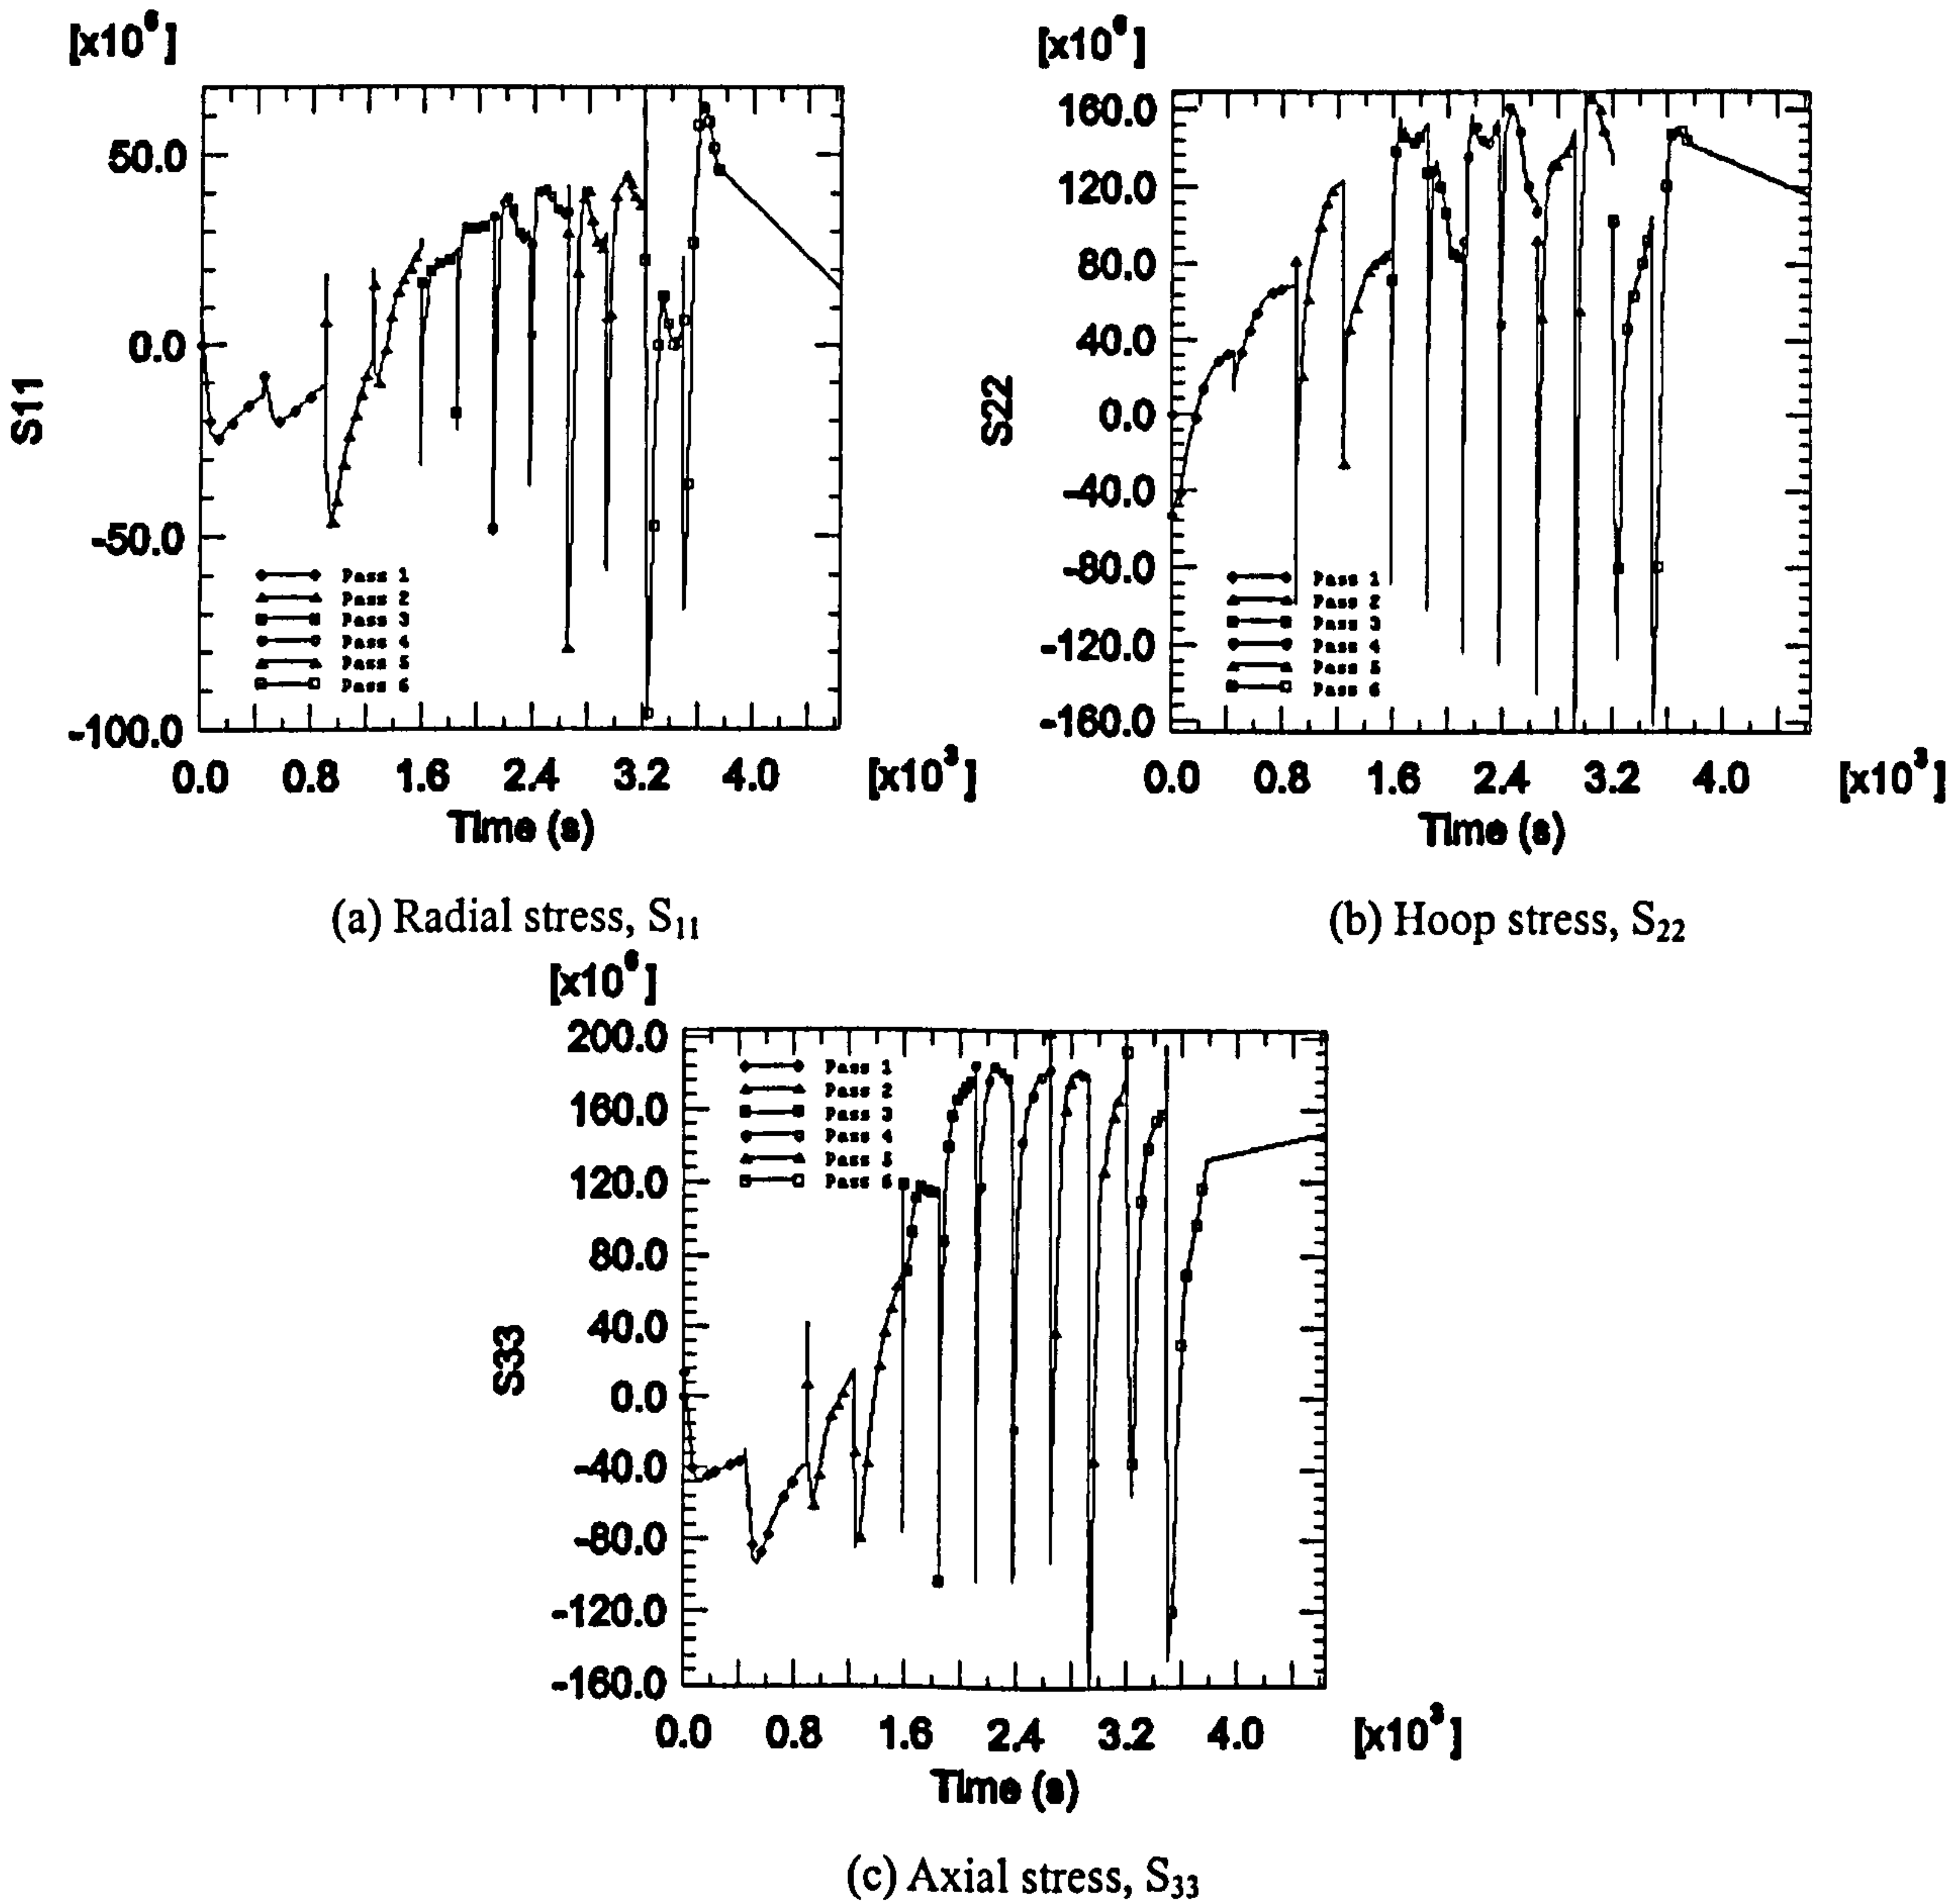 [x10⁶]
50.0
0.0
-50.0
-100.0
S11
Pass 1
Pass 2
Pass 3
Pass 4
Pass 5
Pass 6
0.0 0.8 1.6 2.4 3.2 4.0 [x10³]
Time (s)
(a) Radial stress, S₁₁
[x10⁶]
160.0
120.0
80.0
40.0
0.0
-40.0
-80.0
-120.0
-160.0
S22
Pass 1
Pass 2
Pass 3
Pass 4
Pass 5
Pass 6
0.0 0.8 1.6 2.4 3.2 4.0 [x10³]
Time (s)
(b) Hoop stress, S₂₂
[x10⁶]
200.0
160.0
120.0
80.0
40.0
0.0
-40.0
-80.0
-120.0
-160.0
S33
Pass 1
Pass 2
Pass 3
Pass 4
Pass 5
Pass 6
0.0 0.8 1.6 2.4 3.2 4.0 [x10³]
Time (s)
(c) Axial stress, S₃₃